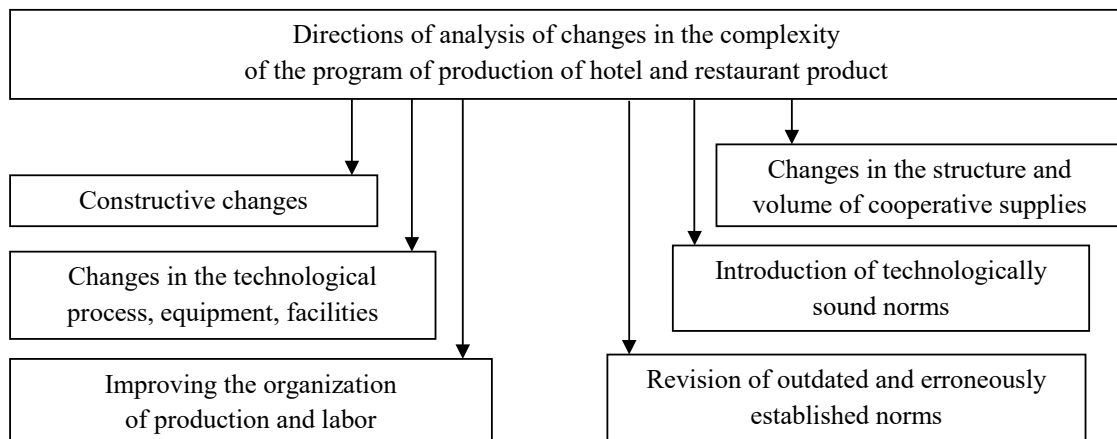 Directions of analysis of changes in the complexity
of the program of production of hotel and restaurant product
Constructive changes
Changes in the technological
process, equipment, facilities
Improving the organization
of production and labor
Changes in the structure and
volume of cooperative supplies
Introduction of technologically
sound norms
Revision of outdated and erroneously
established norms